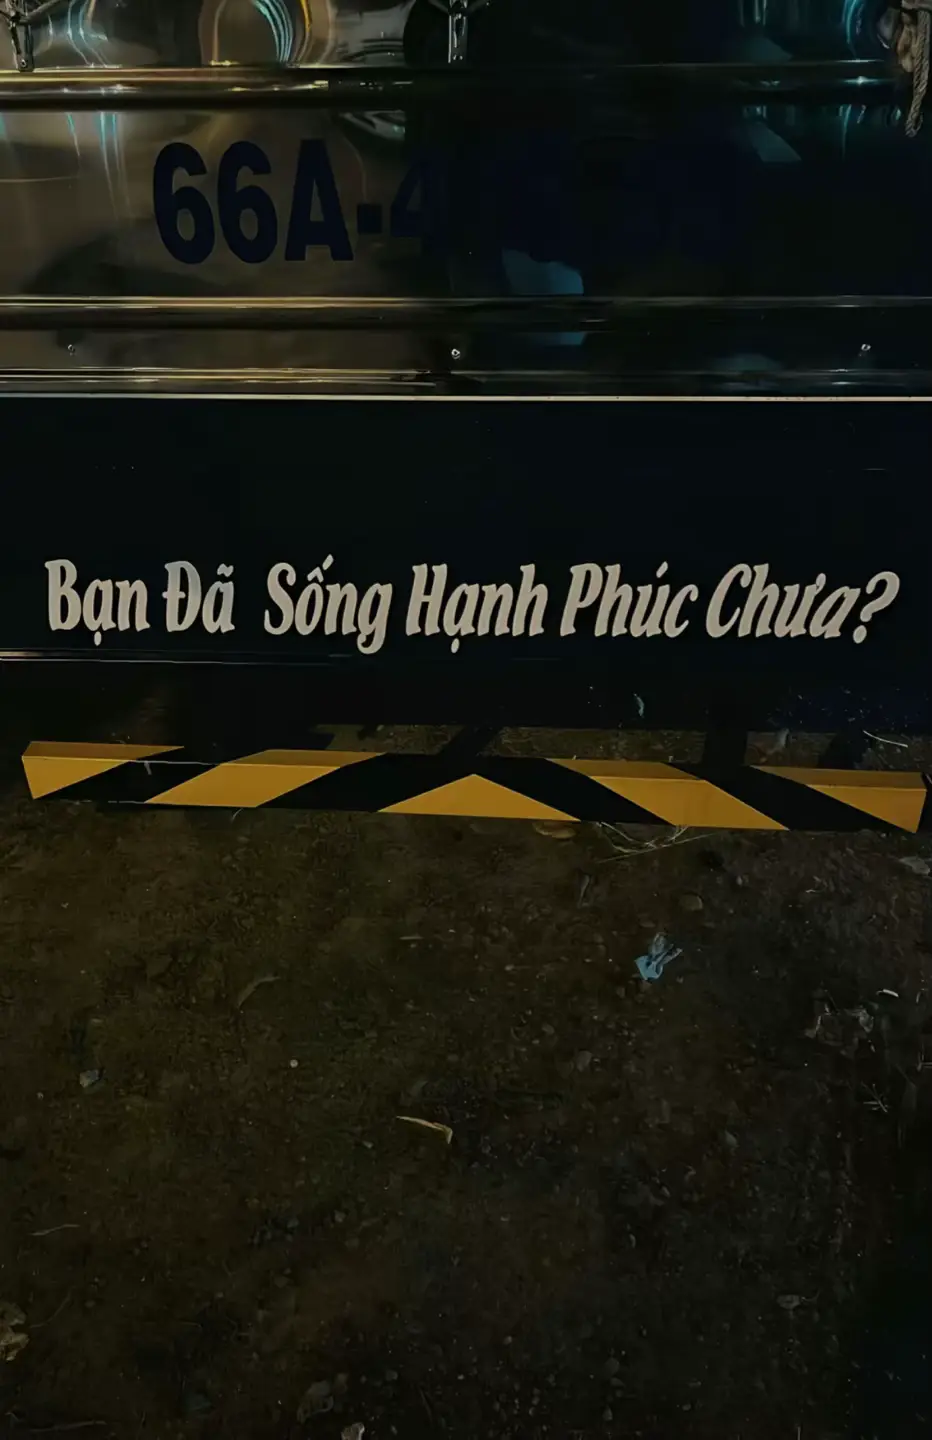 66A-4
Bạn Đã Sống Hạnh Phúc Chưa?